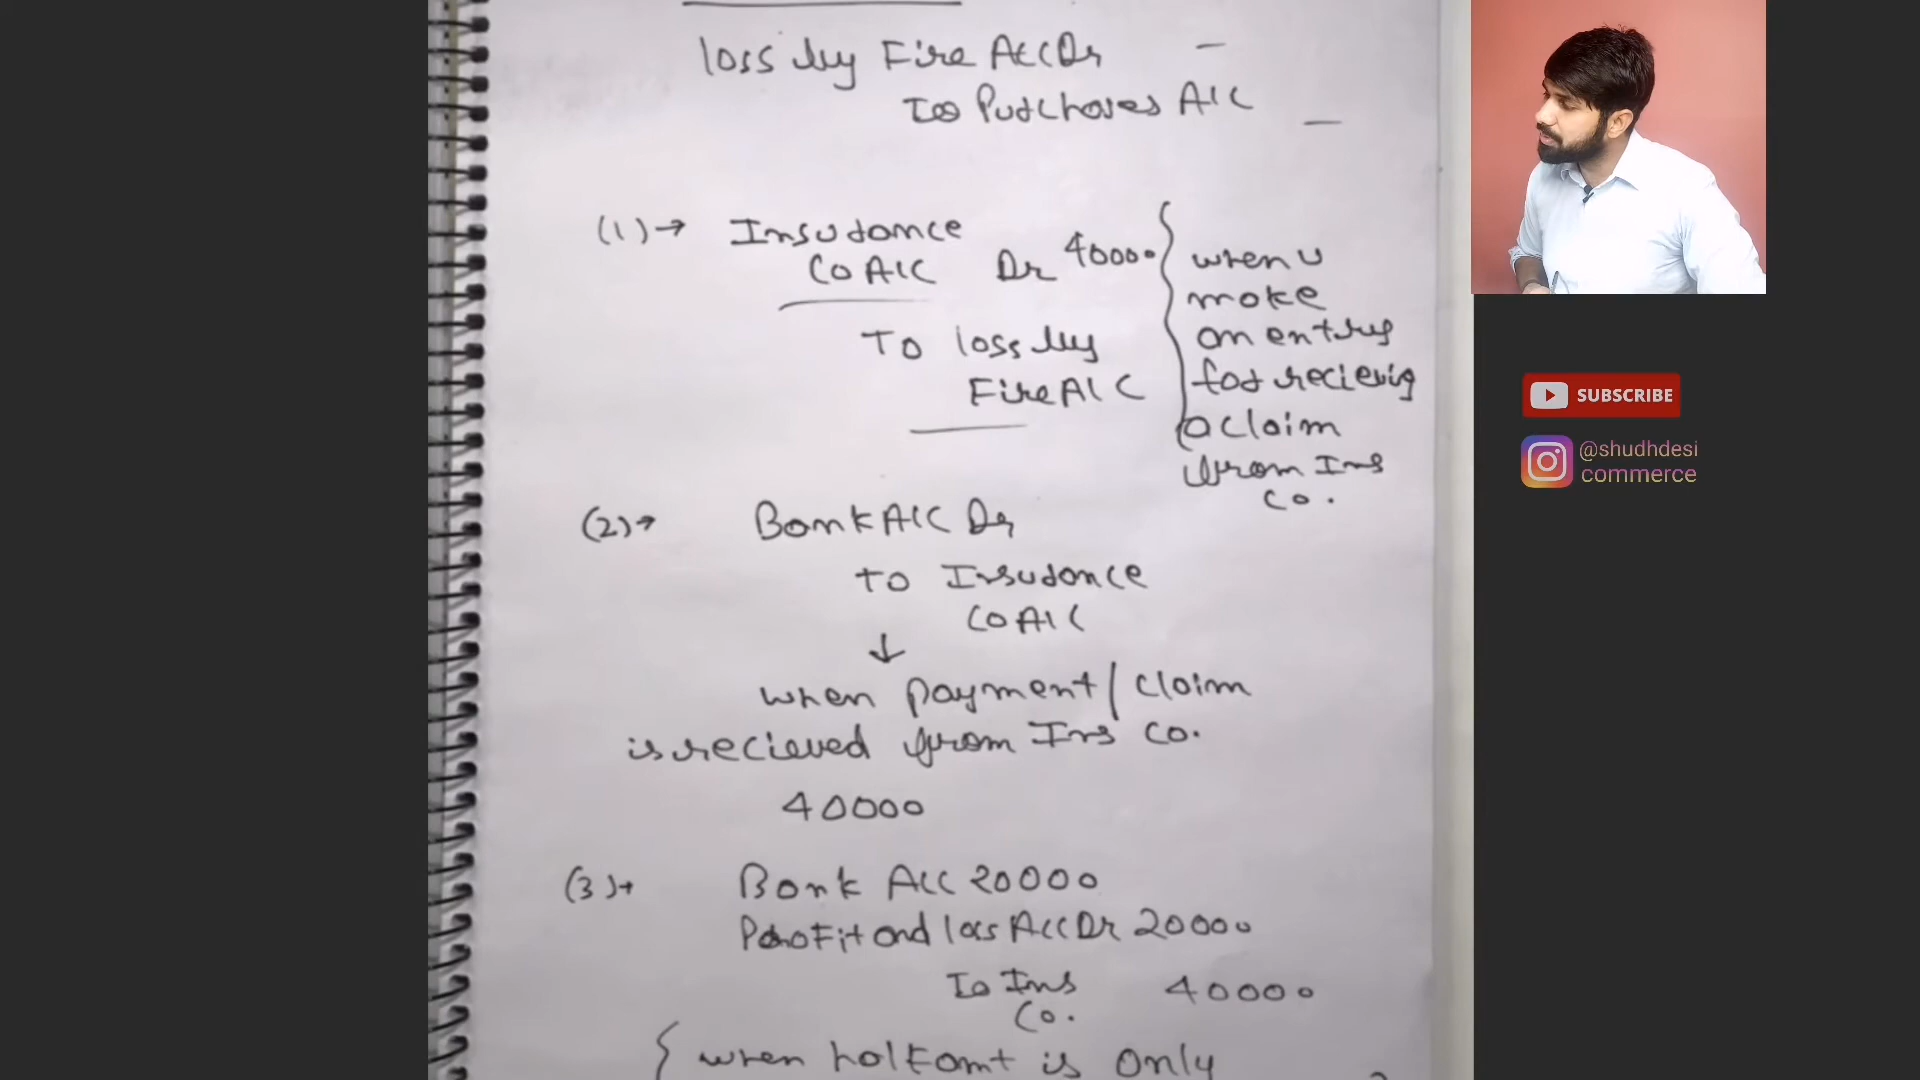 loss by Fire Acc Dr -
To Purchases A/C -
(1)→ Insurance
Co A/C Dr 40000
To loss by
Fire A/C
when u
make
an entry
for recieving
a claim
from Ins
Co.
(2)→ Bank A/C Dr
To Insurance
Co A/C
↓
when payment/claim
is recieved from Ins Co.
40000
(3)→ Bank Acc 20000
Profit and loss Acc Dr 20000
To Ins 40000
Co.
{ when half amt is only
SUBSCRIBE
@shudhdesi
commerce